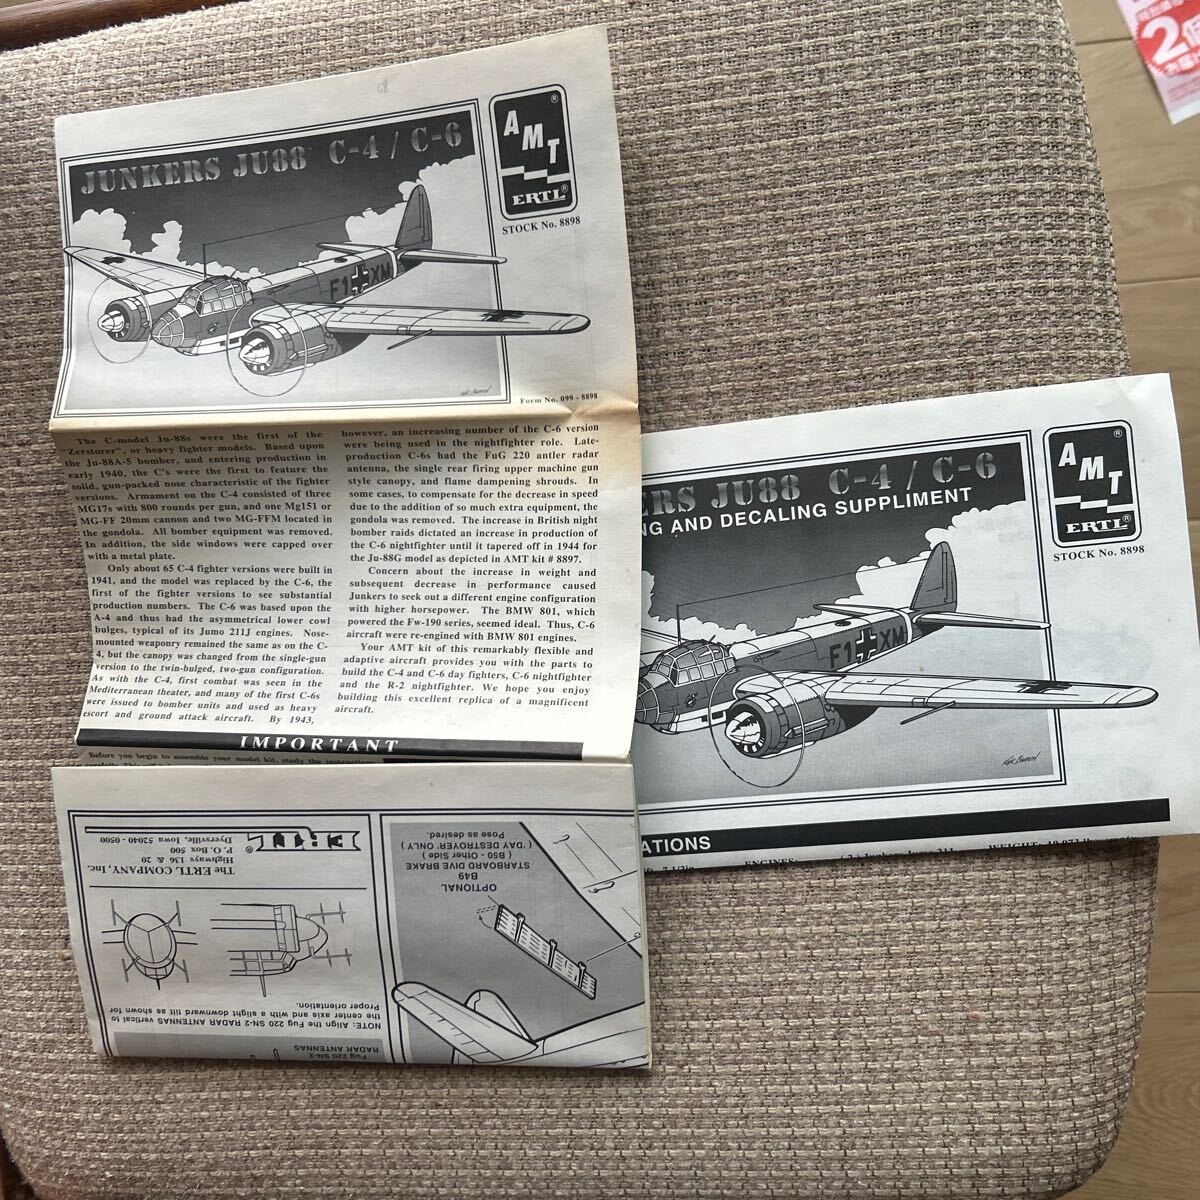 JUNKERS JU88 C-4 / C-6
AMT
ERTL®
STOCK No. 8898
F1 XM
Form No. 099 - 8898
The C-model Ju-88s were the first of the
"Zerstorer", or heavy fighter models. Based upon
the Ju-88A-5 bomber, and entering production in
early 1940, the C's were the first to feature the
solid, gun-packed nose characteristic of the fighter
versions. Armament on the C-4 consisted of three
MG17s with 800 rounds per gun, and one Mg151 or
MG-FF 20mm cannon and two MG-FFM located in
the gondola. All bomber equipment was removed.
In addition, the side windows were capped over
with a metal plate.
Only about 65 C-4 fighter versions were built in
1941, and the model was replaced by the C-6, the
first of the fighter versions to see substantial
production numbers. The C-6 was based upon the
A-4 and thus had the asymmetrical lower cowl
bulges, typical of its Jumo 211J engines. Nose-
mounted weaponry remained the same as on the C-
4, but the canopy was changed from the single-gun
version to the twin-bulged, two-gun configuration.
As with the C-4, first combat was seen in the
Mediterranean theater, and many of the first C-6s
were issued to bomber units and used as heavy
escort and ground attack aircraft. By 1943,
however, an increasing number of the C-6 version
were being used in the nightfighter role. Late-
production C-6s had the FuG 220 antler radar
antenna, the single rear firing upper machine gun
style canopy, and flame dampening shrouds. In
some cases, to compensate for the decrease in speed
due to the addition of so much extra equipment, the
gondola was removed. The increase in British night
bomber raids dictated an increase in production of
the C-6 nightfighter until it tapered off in 1944 for
the Ju-88G model as depicted in AMT kit # 8897.
Concern about the increase in weight and
subsequent decrease in performance caused
Junkers to seek out a different engine configuration
with higher horsepower. The BMW 801, which
powered the Fw-190 series, seemed ideal. Thus, C-6
aircraft were re-engined with BMW 801 engines.
Your AMT kit of this remarkably flexible and
adaptive aircraft provides you with the parts to
build the C-4 and C-6 day fighters, C-6 nightfighter
and the R-2 nightfighter. We hope you enjoy
building this excellent replica of a magnificent
aircraft.
IMPORTANT
Before you begin to assemble your model kit, study the instructions
ERS JU88 C-4 / C-6
NG AND DECALING SUPPLIMENT
AMT
ERTL®
STOCK No. 8898
F1 XM
ATIONS
ENGINES:
OPTIONAL
B49
STARBOARD DIVE BRAKE
( B50 - Other Side )
( 'DAY DESTROYER' ONLY )
Pose as desired.
Fug 220 SN-2
RADAR ANTENNAS
NOTE: Align the Fug 220 SN-2 RADAR ANTENNAS vertical to
the center axis and with a slight downward tilt as shown for
Proper orientation.
The ERTL COMPANY, Inc.
Highways 136 & 20
P. O. Box 500
Dyersville, Iowa 52040 - 0500
ERTL®
2倍